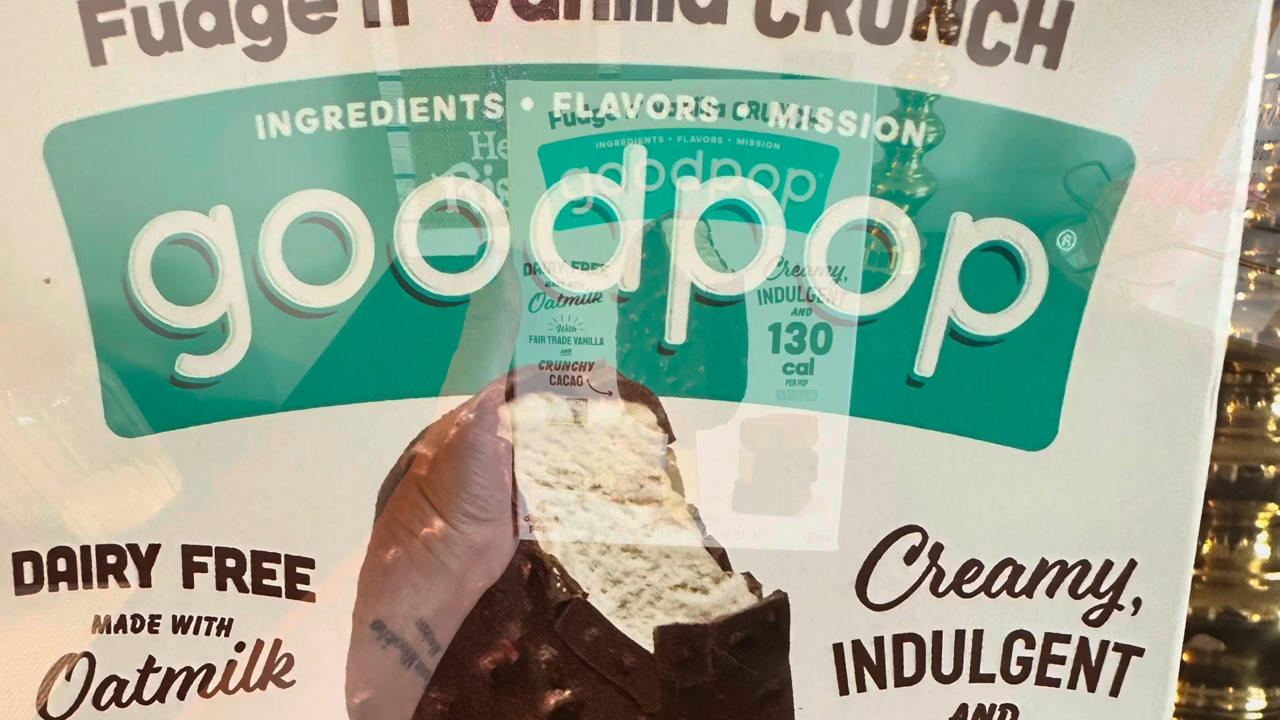 Fudge n' Vanilla CRUNCH
INGREDIENTS • FLAVORS • MISSION
goodpop®
DAIRY FREE
MADE WITH
Oatmilk
Creamy,
INDULGENT
AND
Fudge n' Vanilla CRUNCH
INGREDIENTS • FLAVORS • MISSION
goodpop
DAIRY FREE
MADE WITH
Oatmilk
With
FAIR TRADE VANILLA
AND
CRUNCHY
CACAO
Creamy,
INDULGENT
AND
130
cal
PER POP